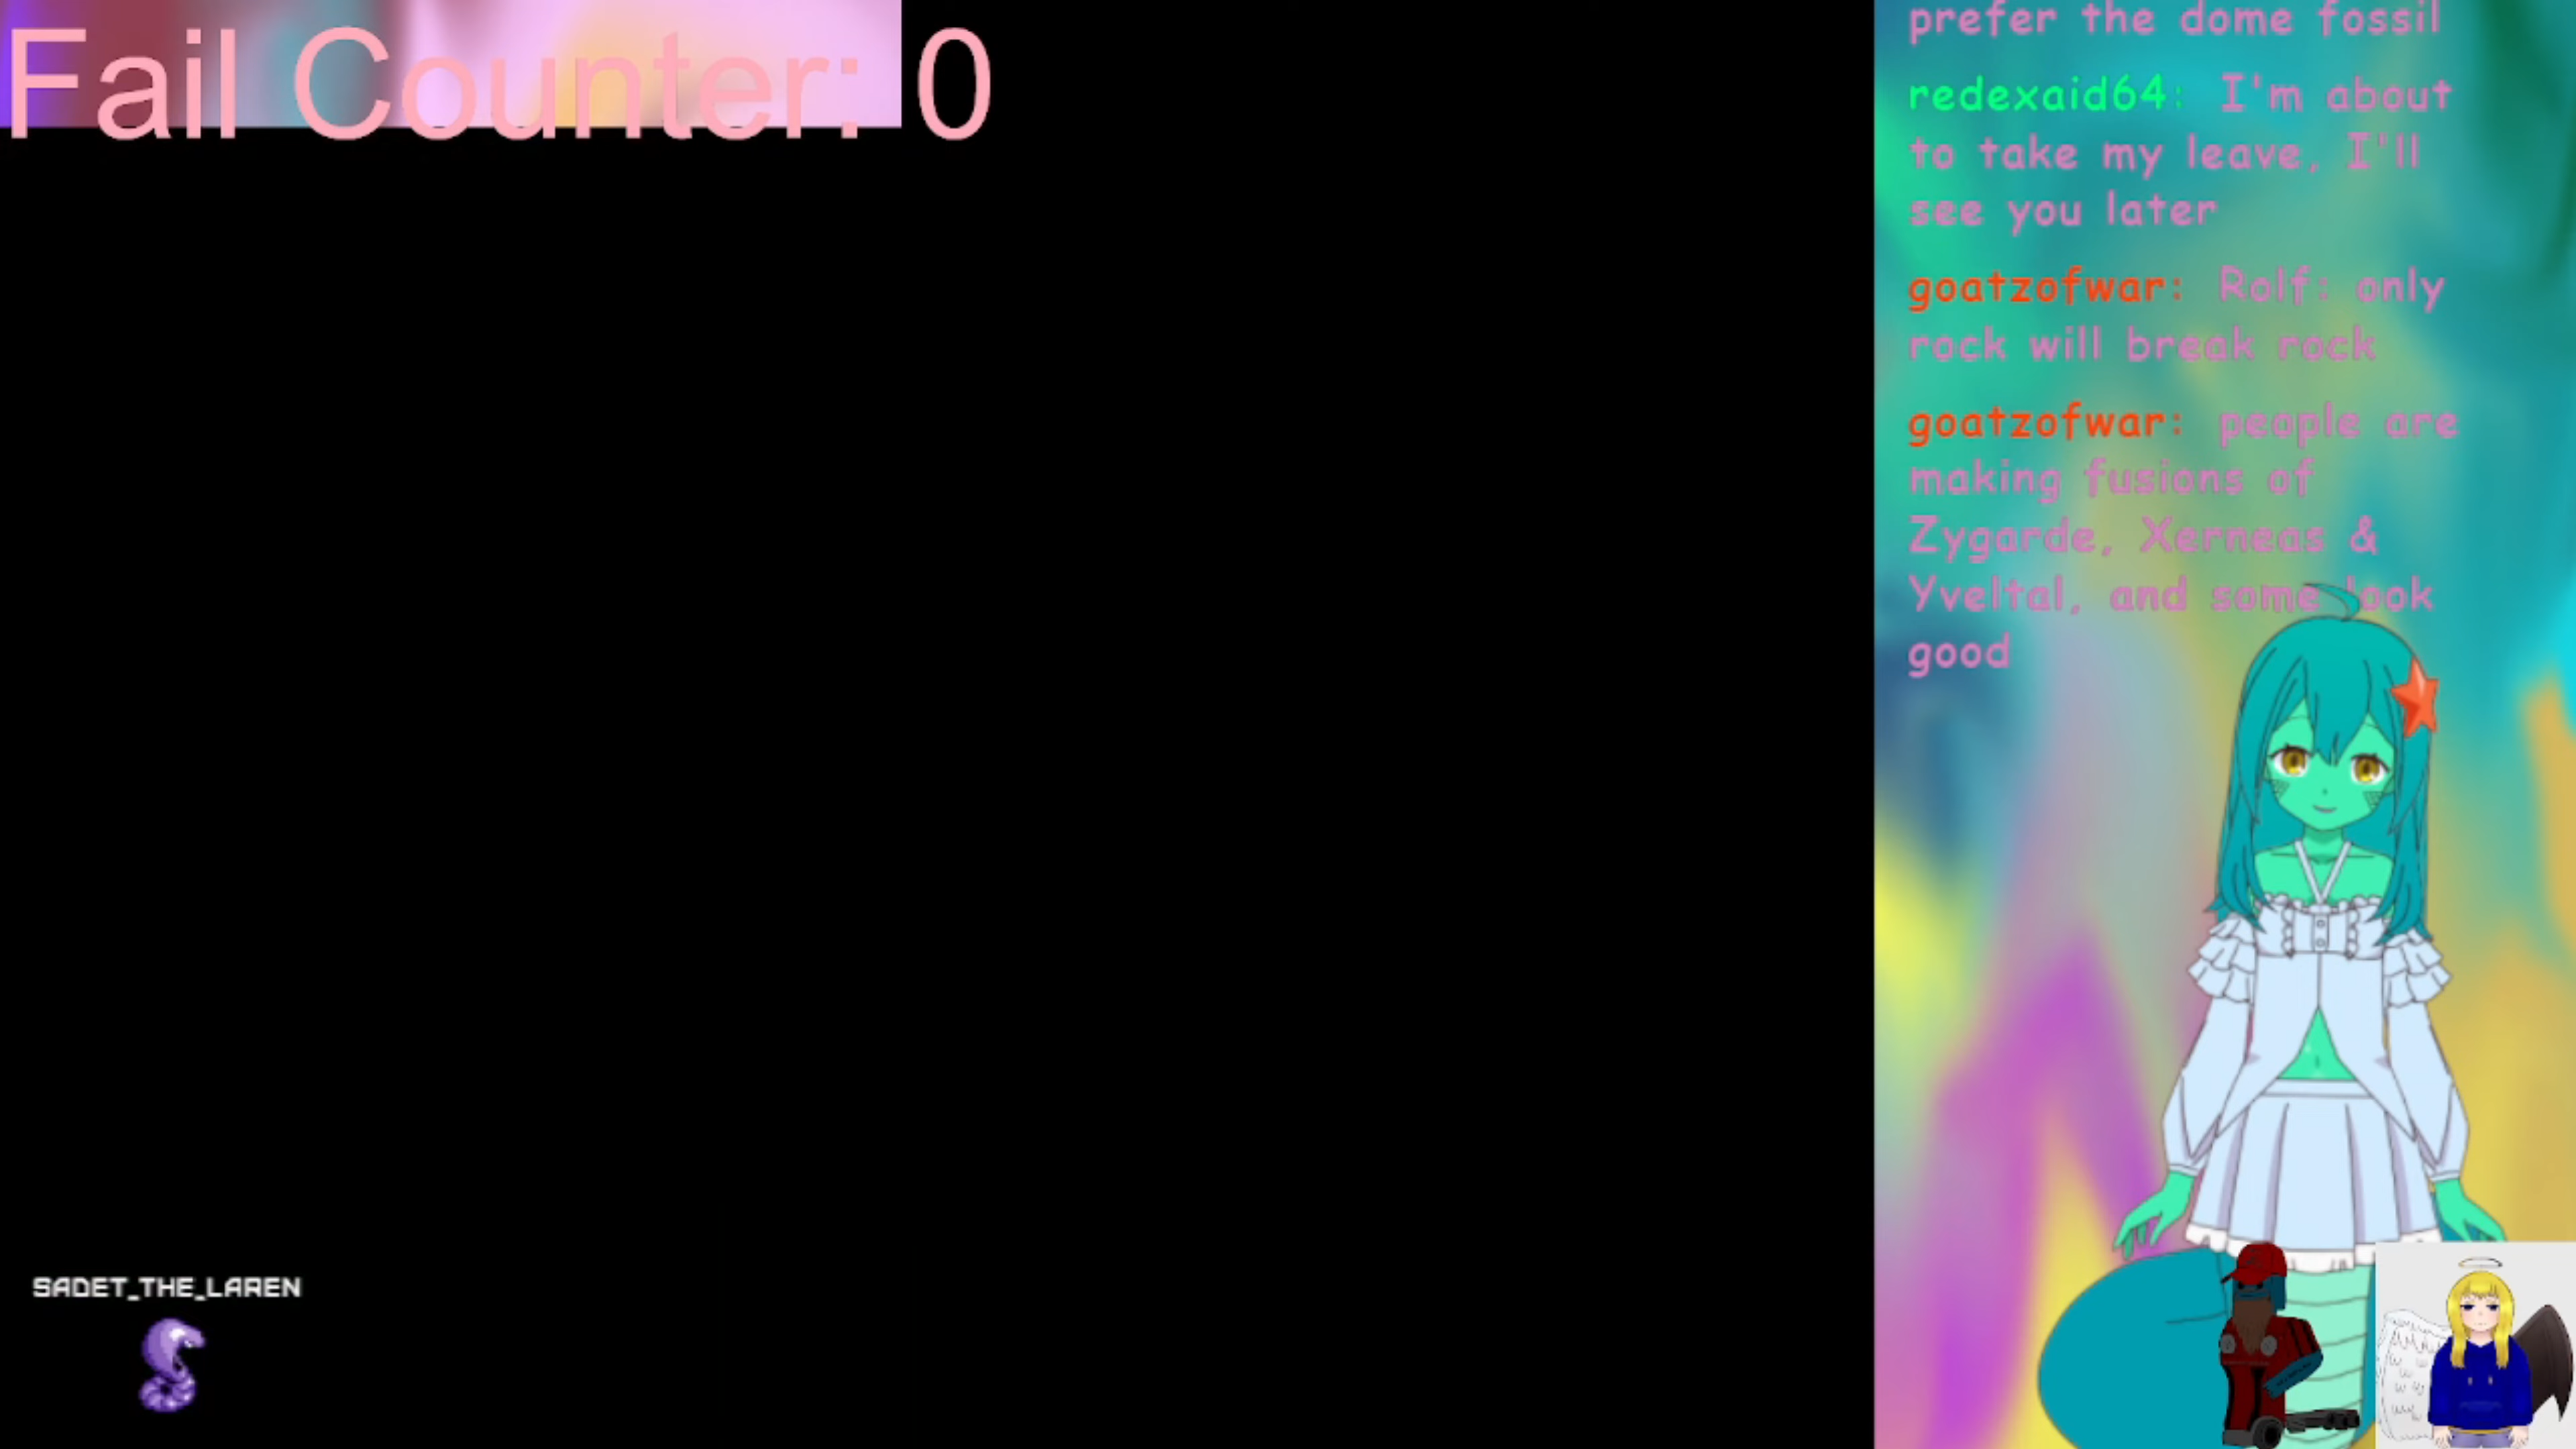 Fail Counter: 0
prefer the dome fossil
redexaid64: I'm about
to take my leave, I'll
see you later
goatzofwar: Rolf: only
rock will break rock
goatzofwar: people are
making fusions of
Zygarde, Xerneas &
Yveltal, and some look
good
SADET_THE_LAREN